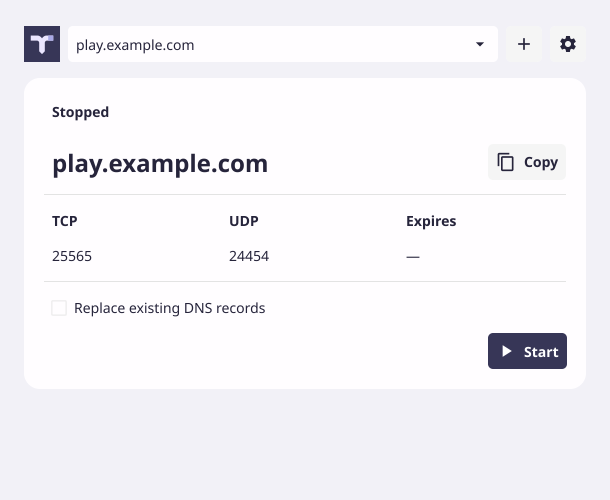 play.example.com
Stopped
play.example.com
Copy
TCP UDP Expires
25565 24454 —
Replace existing DNS records
Start